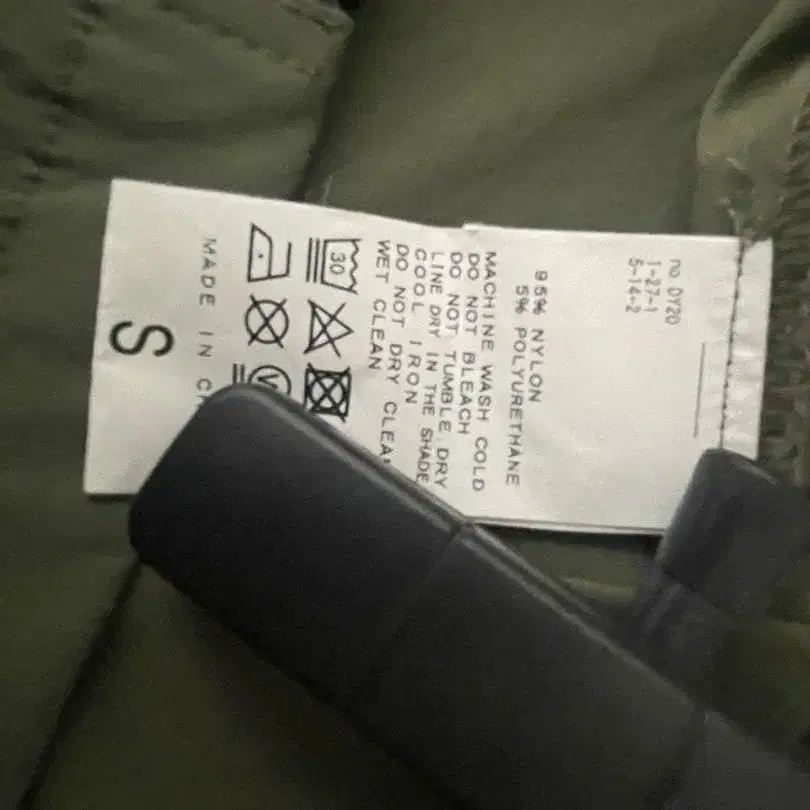 no DY20
1-27-1
5-14-2
95% NYLON
5% POLYURETHANE
MACHINE WASH COLD
DO NOT BLEACH
DO NOT TUMBLE DRY
LINE DRY IN THE SHADE
COOL IRON
DO NOT DRY CLEA
WET CLEAN
30
W
MADE IN CH
S